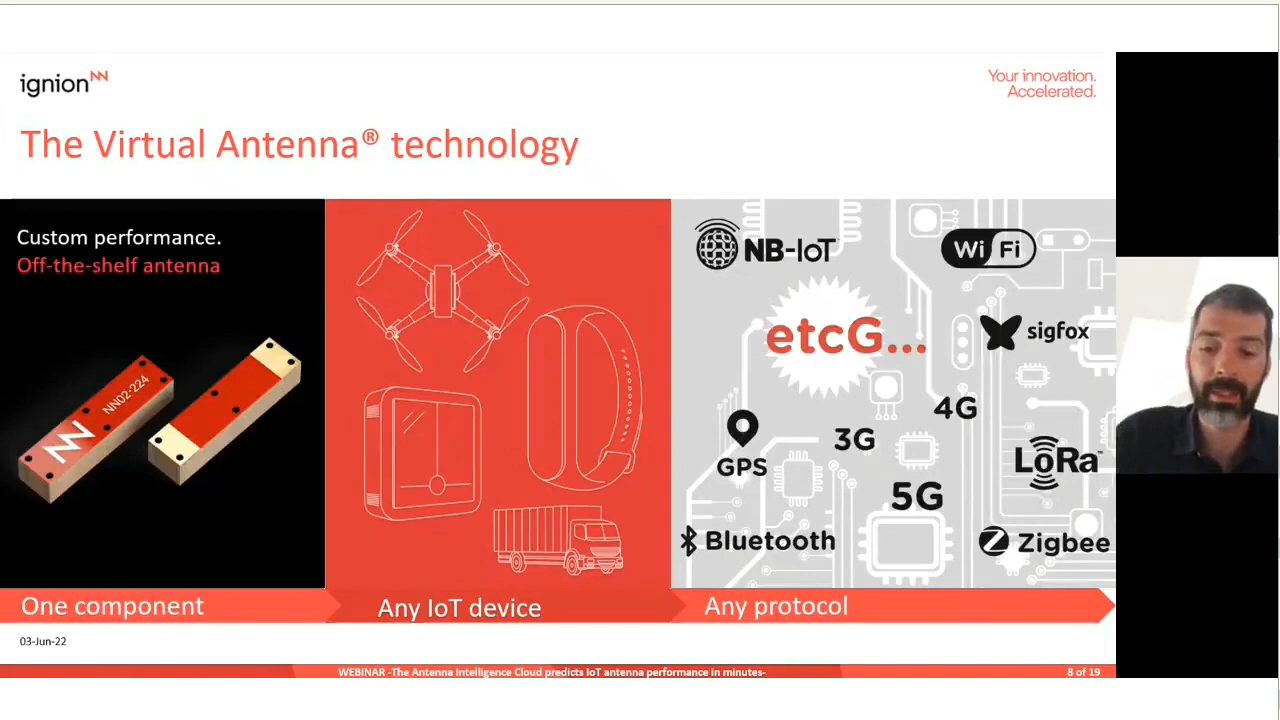 ignion
Your innovation.
Accelerated.
The Virtual Antenna® technology
Custom performance.
Off-the-shelf antenna
NN02-224
NB-IoT
Wi Fi
etcG...
sigfox
4G
3G
GPS
LoRa™
5G
Bluetooth
Zigbee
One component
Any IoT device
Any protocol
03-Jun-22
WEBINAR -The Antenna Intelligence Cloud predicts IoT antenna performance in minutes-
8 of 19